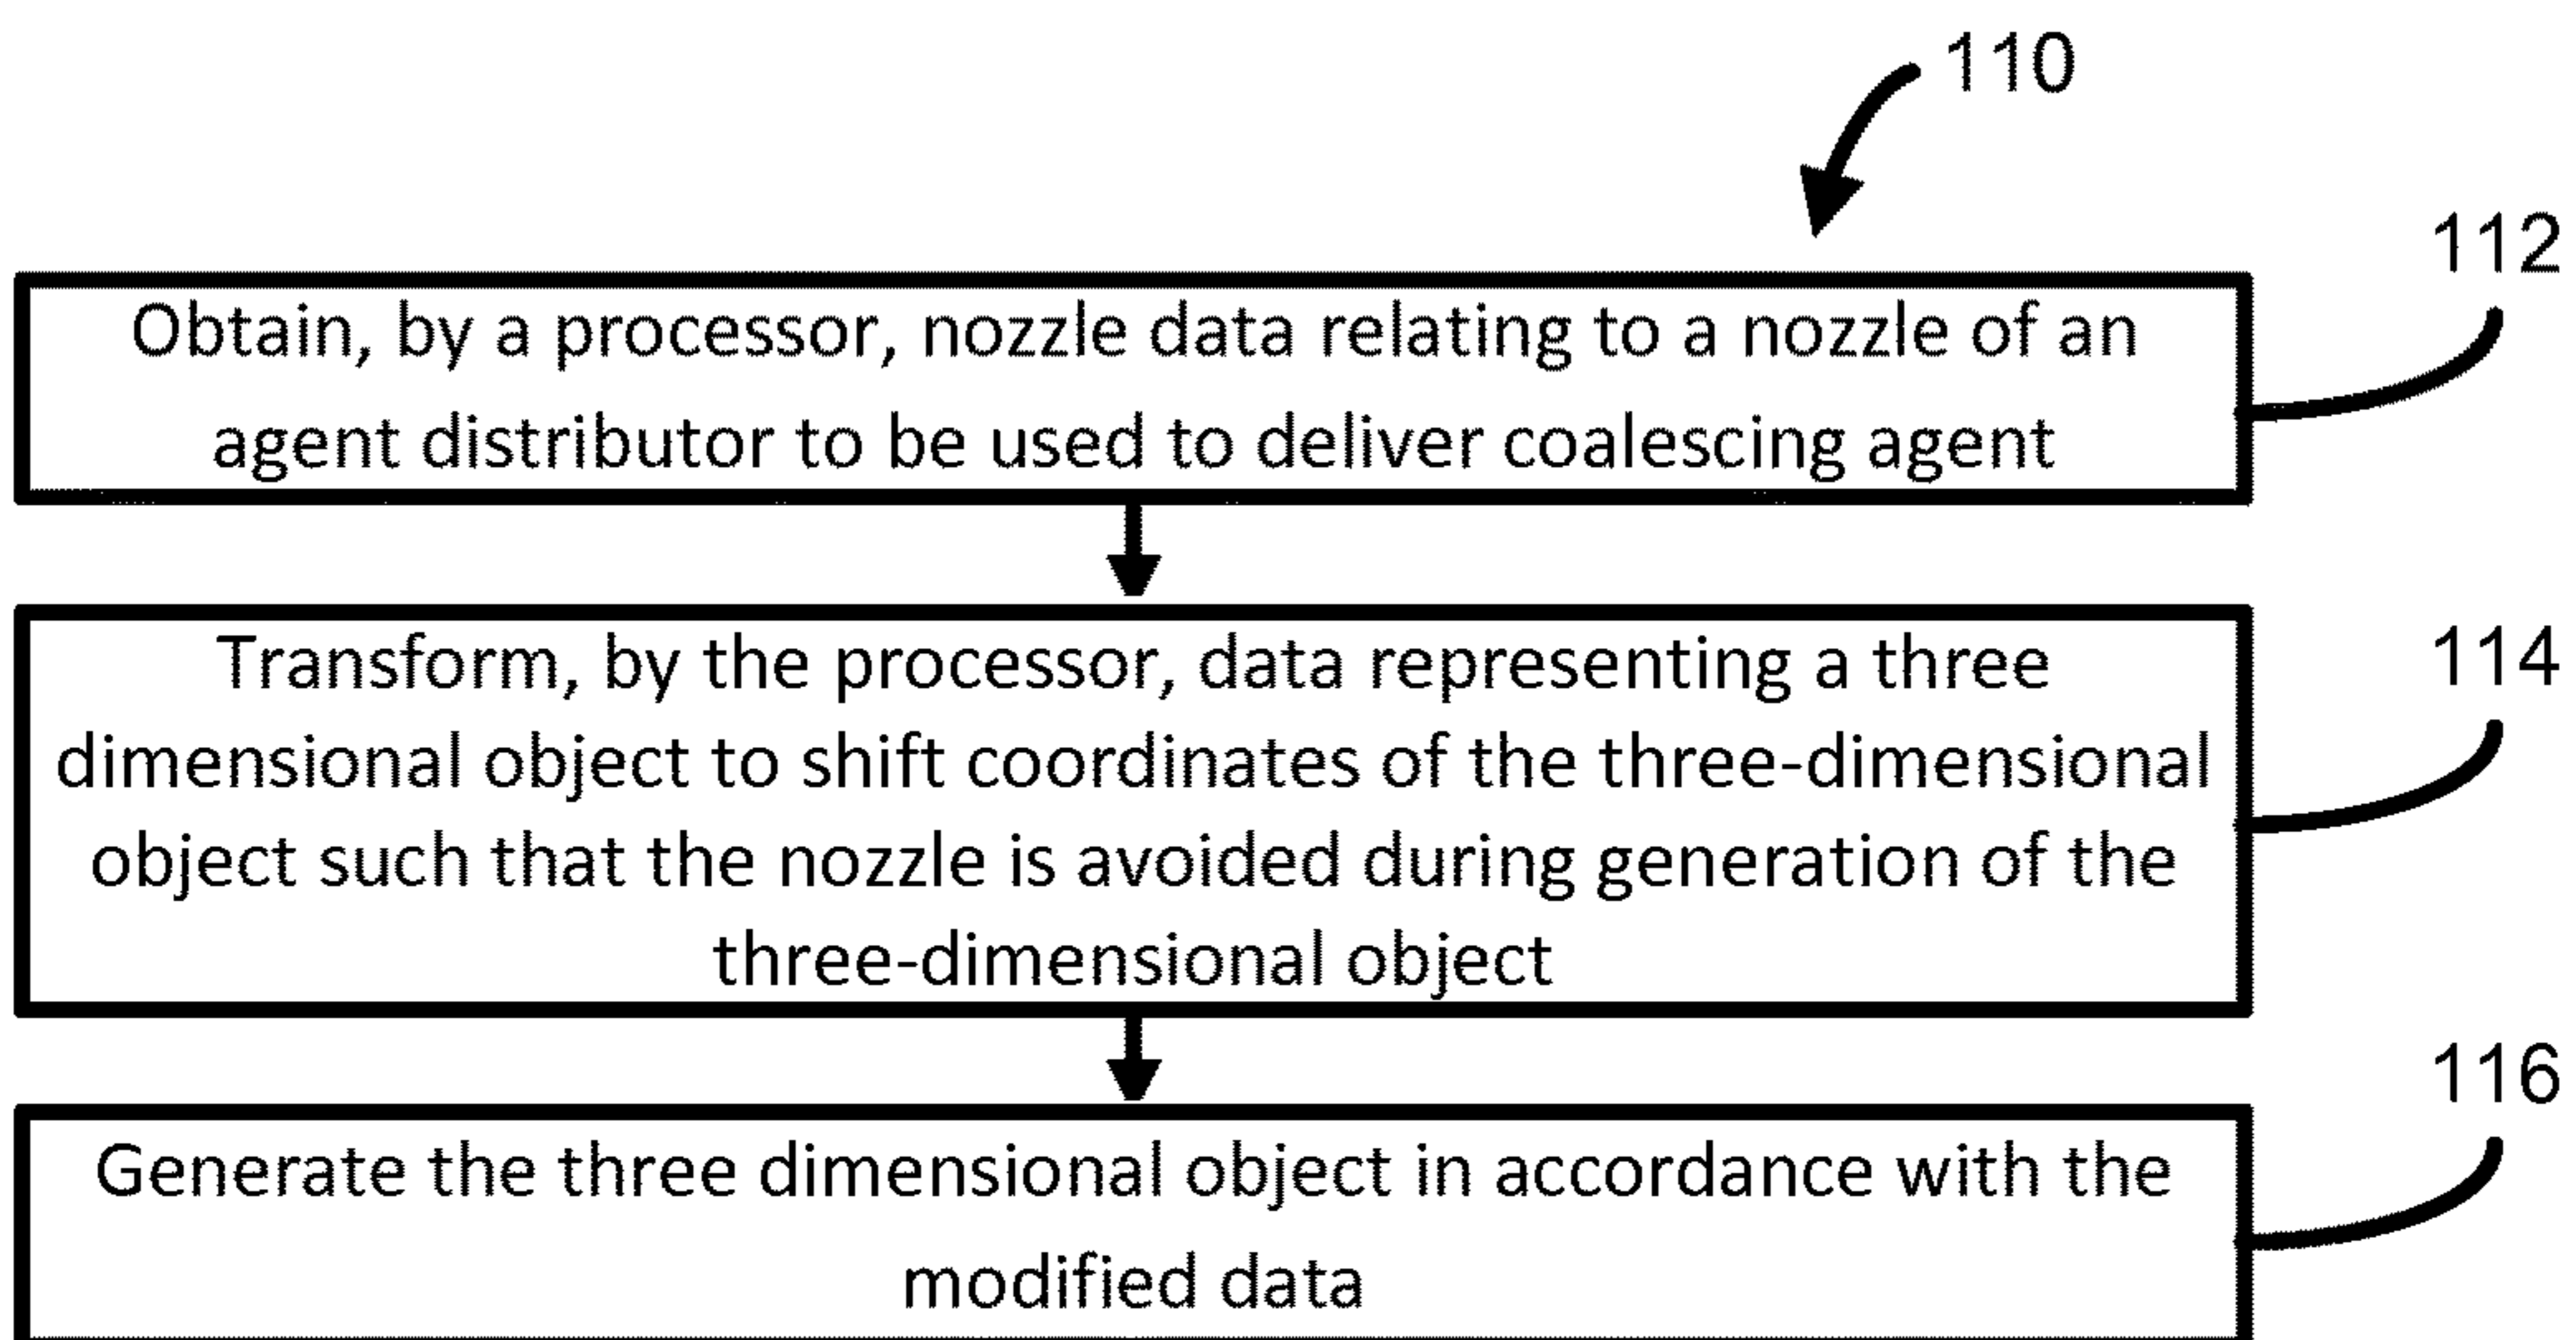 110
112
Obtain, by a processor, nozzle data relating to a nozzle of an
agent distributor to be used to deliver coalescing agent
114
Transform, by the processor, data representing a three
dimensional object to shift coordinates of the three-dimensional
object such that the nozzle is avoided during generation of the
three-dimensional object
116
Generate the three dimensional object in accordance with the
modified data